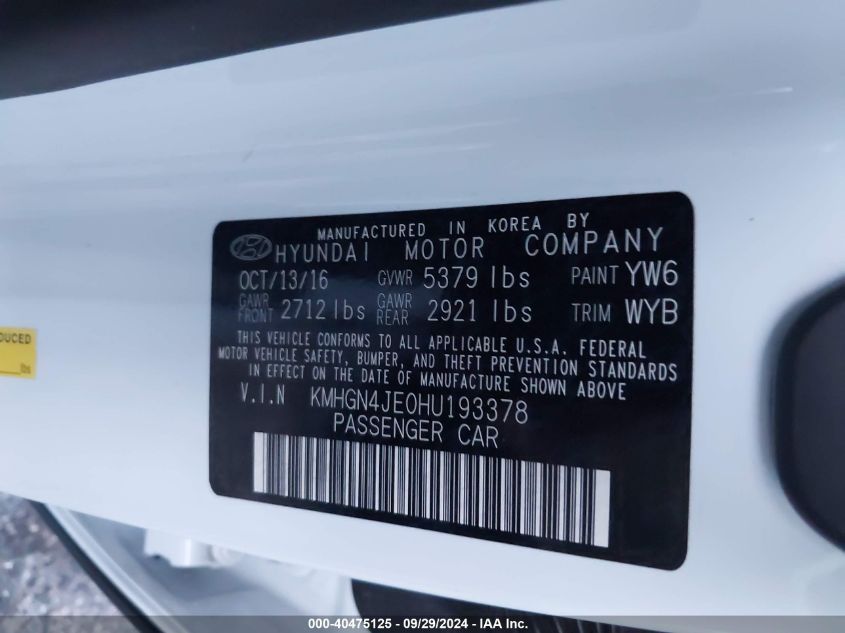 MANUFACTURED IN KOREA BY
HYUNDAI MOTOR COMPANY
OCT/13/16 GVWR 5379 lbs PAINT YW6
GAWR FRONT 2712 lbs GAWR REAR 2921 lbs TRIM WYB
THIS VEHICLE CONFORMS TO ALL APPLICABLE U.S.A. FEDERAL
MOTOR VEHICLE SAFETY, BUMPER, AND THEFT PREVENTION STANDARDS
IN EFFECT ON THE DATE OF MANUFACTURE SHOWN ABOVE
V.I.N KMHGN4JE0HU193378
PASSENGER CAR
lbs
000-40475125 - 09/29/2024 - IAA Inc.